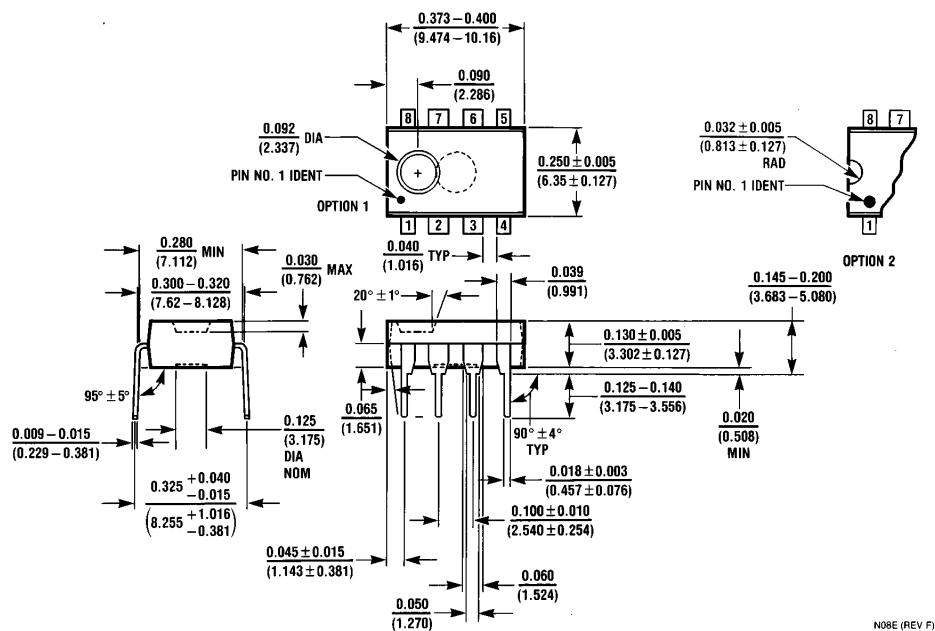 0.373 – 0.400
(9.474 – 10.16)
0.090
(2.286)
8 7 6 5
0.092 DIA
(2.337)
PIN NO. 1 IDENT
OPTION 1
1 2 3 4
0.250 ± 0.005
(6.35 ± 0.127)
0.032 ± 0.005
(0.813 ± 0.127)
RAD
PIN NO. 1 IDENT
8 7
1
OPTION 2
0.280 MIN
(7.112)
0.300 – 0.320
(7.62 – 8.128)
0.030 MAX
(0.762)
0.040 TYP
(1.016)
0.039
(0.991)
20° ± 1°
0.145 – 0.200
(3.683 – 5.080)
0.130 ± 0.005
(3.302 ± 0.127)
0.125 – 0.140
(3.175 – 3.556)
0.020
(0.508)
MIN
95° ± 5°
0.009 – 0.015
(0.229 – 0.381)
0.125
(3.175)
DIA
NOM
0.065
(1.651)
90° ± 4°
TYP
0.018 ± 0.003
(0.457 ± 0.076)
0.325 +0.040
−0.015
(8.255 +1.016
−0.381)
0.100 ± 0.010
(2.540 ± 0.254)
0.045 ± 0.015
(1.143 ± 0.381)
0.060
(1.524)
0.050
(1.270)
N08E (REV F)